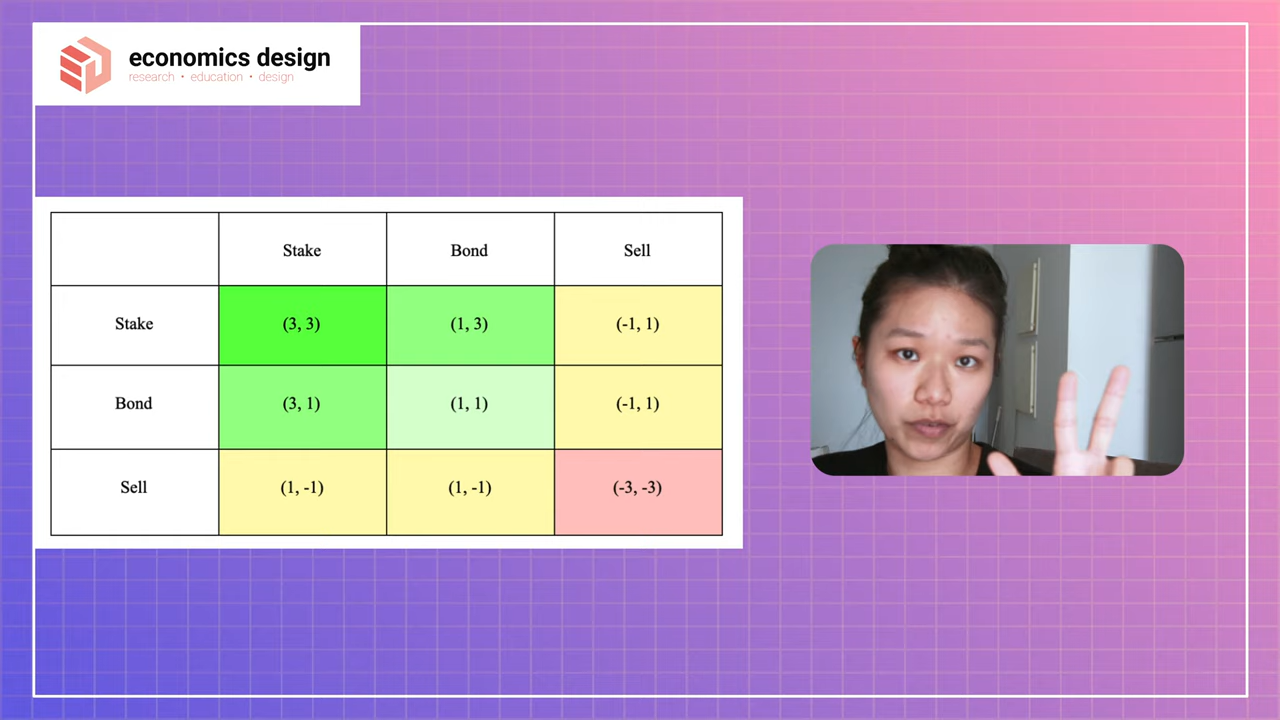 economics design
research • education • design
Stake Bond Sell
Stake (3, 3) (1, 3) (-1, 1)
Bond (3, 1) (1, 1) (-1, 1)
Sell (1, -1) (1, -1) (-3, -3)